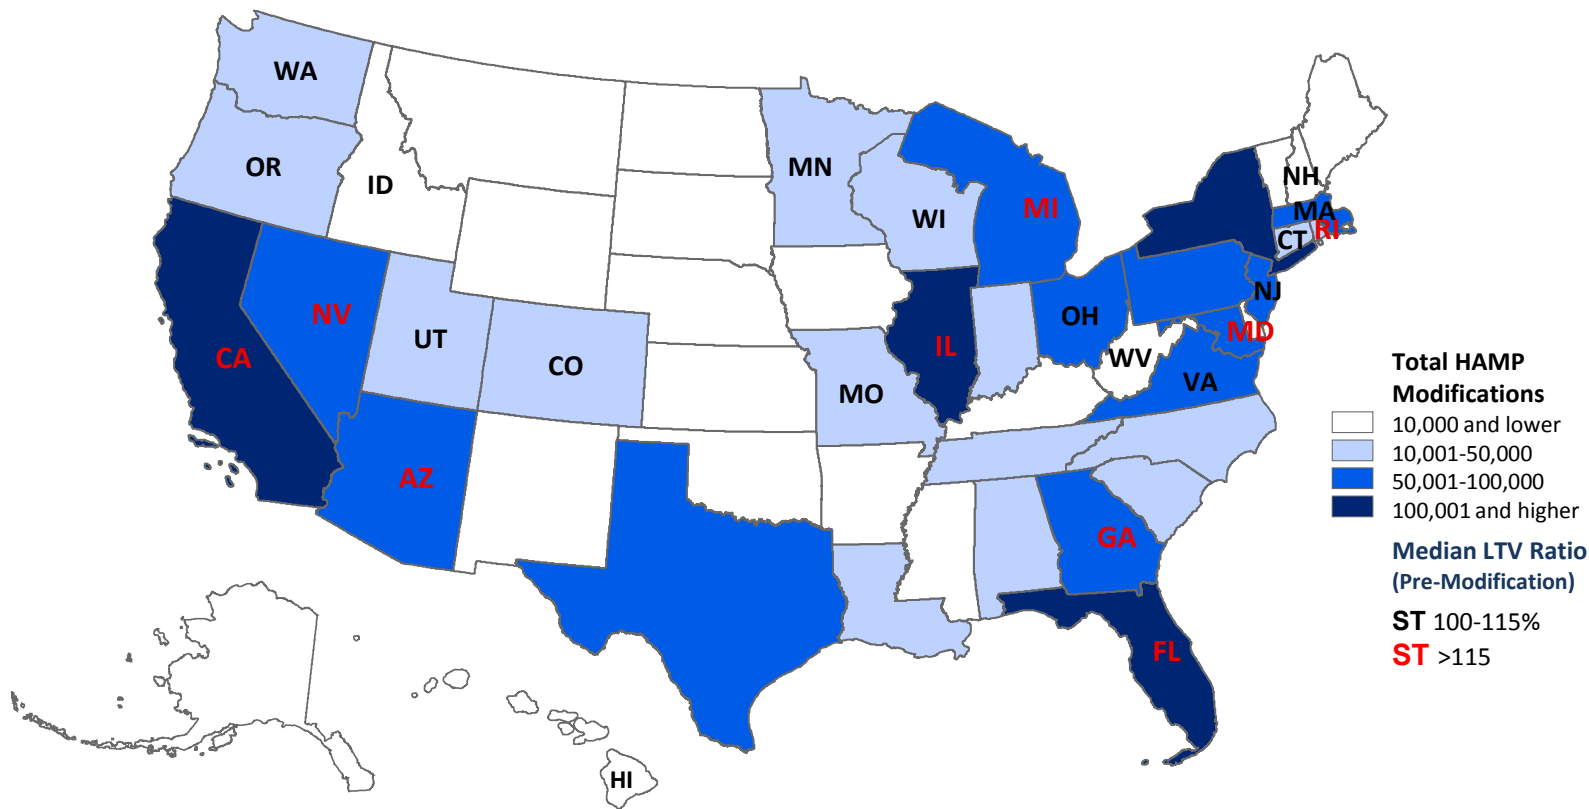 WA
OR
ID
MN
WI
MI
NH
MA
RI
CT
NJ
NV
CA
UT
CO
MO
IL
OH
WV
MD
VA
AZ
GA
FL
HI
Total HAMP
Modifications
10,000 and lower
10,001-50,000
50,001-100,000
100,001 and higher
Median LTV Ratio
(Pre-Modification)
ST 100-115%
ST >115